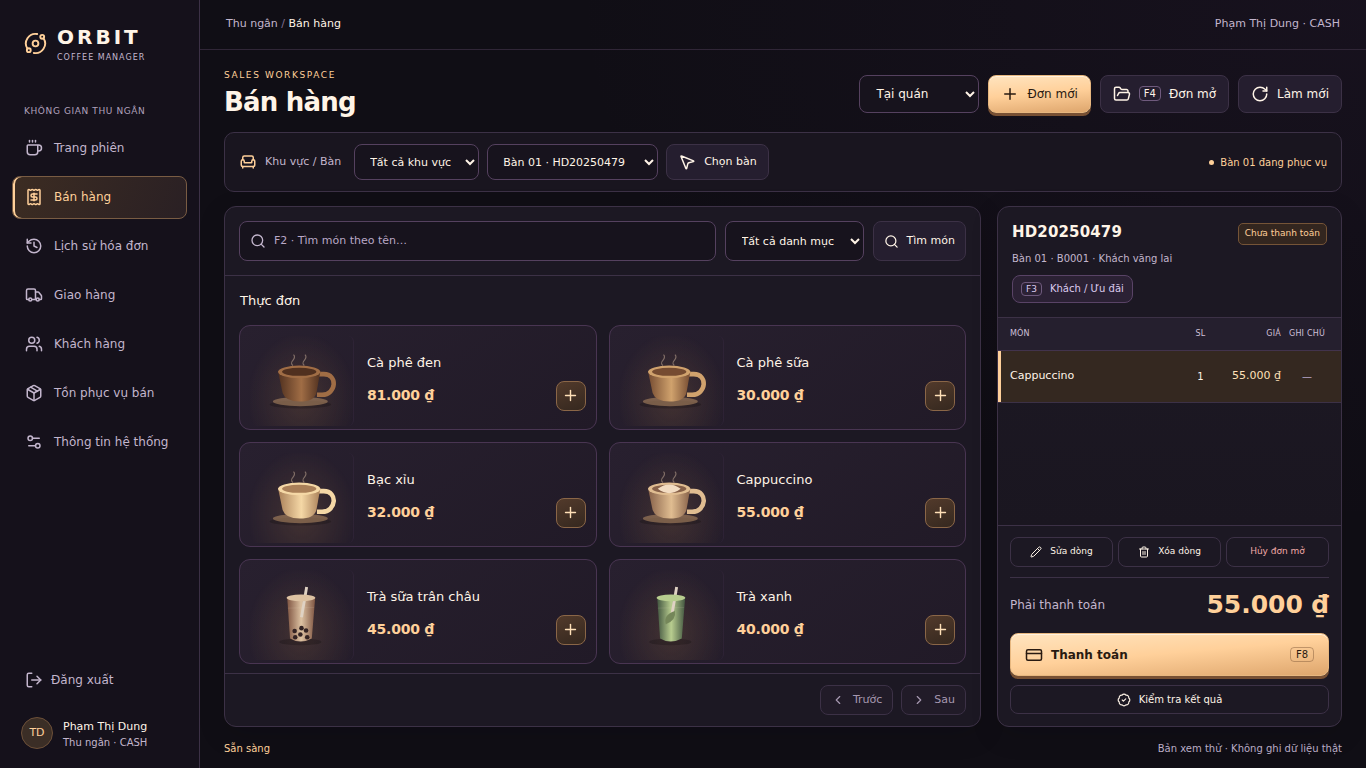 ORBIT
COFFEE MANAGER
KHÔNG GIAN THU NGÂN
Trang phiên
Bán hàng
Lịch sử hóa đơn
Giao hàng
Khách hàng
Tồn phục vụ bán
Thông tin hệ thống
Đăng xuất
TD
Phạm Thị Dung
Thu ngân · CASH
Thu ngân / Bán hàng
Phạm Thị Dung · CASH
SALES WORKSPACE
Bán hàng
Tại quán
Đơn mới
F4 Đơn mở
Làm mới
Khu vực / Bàn
Tất cả khu vực
Bàn 01 · HD20250479
Chọn bàn
Bàn 01 đang phục vụ
F2 · Tìm món theo tên...
Tất cả danh mục
Tìm món
Thực đơn
Cà phê đen
81.000 ₫
Cà phê sữa
30.000 ₫
Bạc xỉu
32.000 ₫
Cappuccino
55.000 ₫
Trà sữa trân châu
45.000 ₫
Trà xanh
40.000 ₫
Trước
Sau
HD20250479
Chưa thanh toán
Bàn 01 · B0001 · Khách vãng lai
F3 Khách / Ưu đãi
MÓN SL GIÁ GHI CHÚ
Cappuccino 1 55.000 ₫ —
Sửa dòng
Xóa dòng
Hủy đơn mở
Phải thanh toán 55.000 ₫
Thanh toán F8
Kiểm tra kết quả
Sẵn sàng
Bản xem thử · Không ghi dữ liệu thật